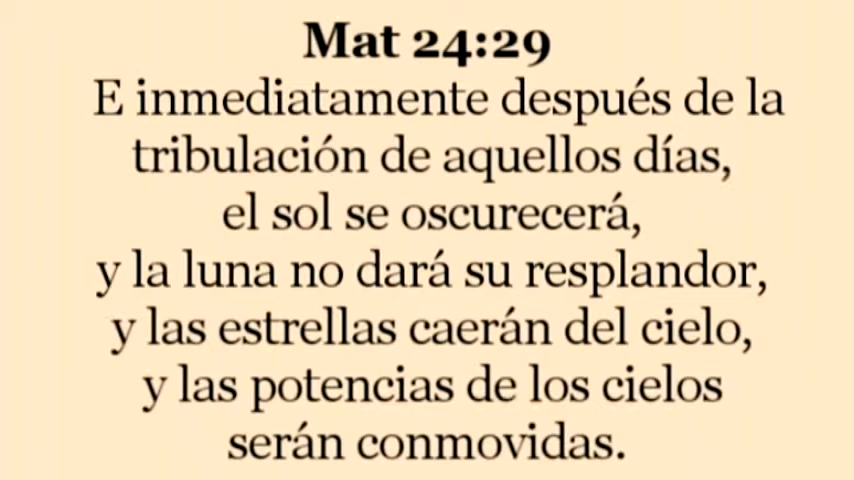 Mat 24:29
E inmediatamente después de la
tribulación de aquellos días,
el sol se oscurecerá,
y la luna no dará su resplandor,
y las estrellas caerán del cielo,
y las potencias de los cielos
serán conmovidas.